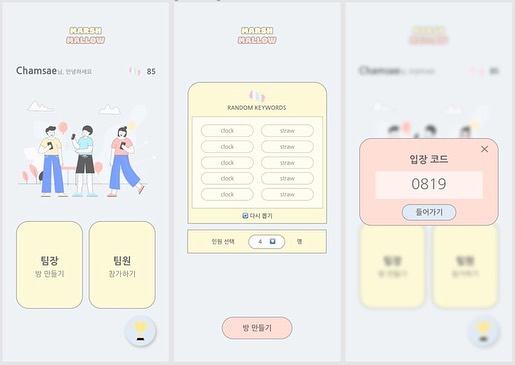 MARSH
MALLOW
Chamsae님, 안녕하세요
85
팀장
방 만들기
팀원
참가하기
MARSH
MALLOW
RANDOM KEYWORDS
clock straw
clock straw
clock straw
clock straw
clock straw
다시 뽑기
인원 선택 4 명
방 만들기
MARSH
MALLOW
Chamsae님, 안녕하세요
85
입장 코드
0819
들어가기
팀장
방 만들기
팀원
참가하기